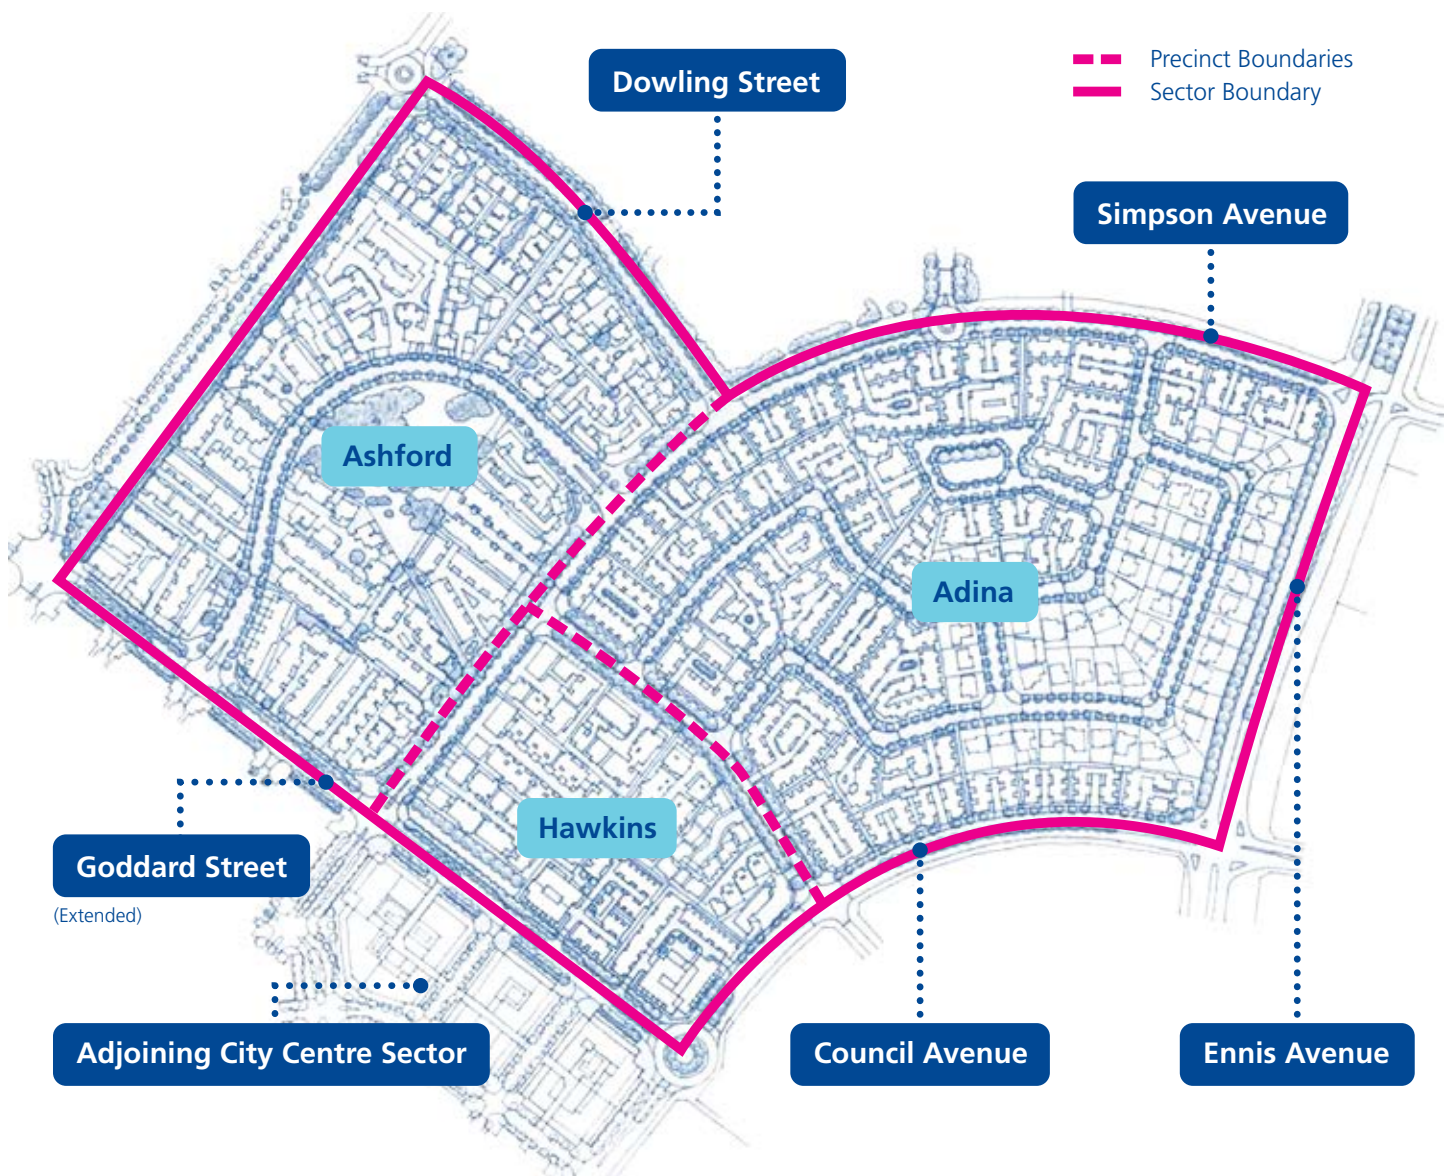 Dowling Street
Precinct Boundaries
Sector Boundary
Simpson Avenue
Ashford
Adina
Hawkins
Goddard Street
(Extended)
Adjoining City Centre Sector
Council Avenue
Ennis Avenue